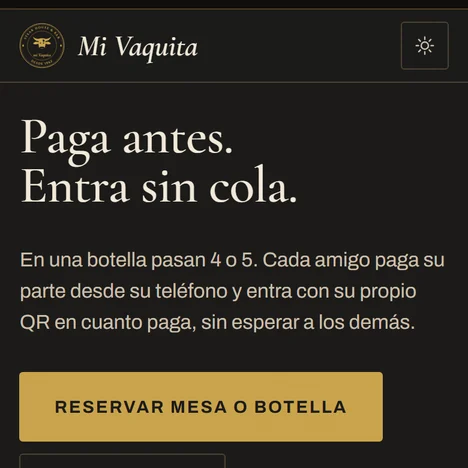 Mi Vaquita
Paga antes.
Entra sin cola.
En una botella pasan 4 o 5. Cada amigo paga su
parte desde su teléfono y entra con su propio
QR en cuanto paga, sin esperar a los demás.
RESERVAR MESA O BOTELLA